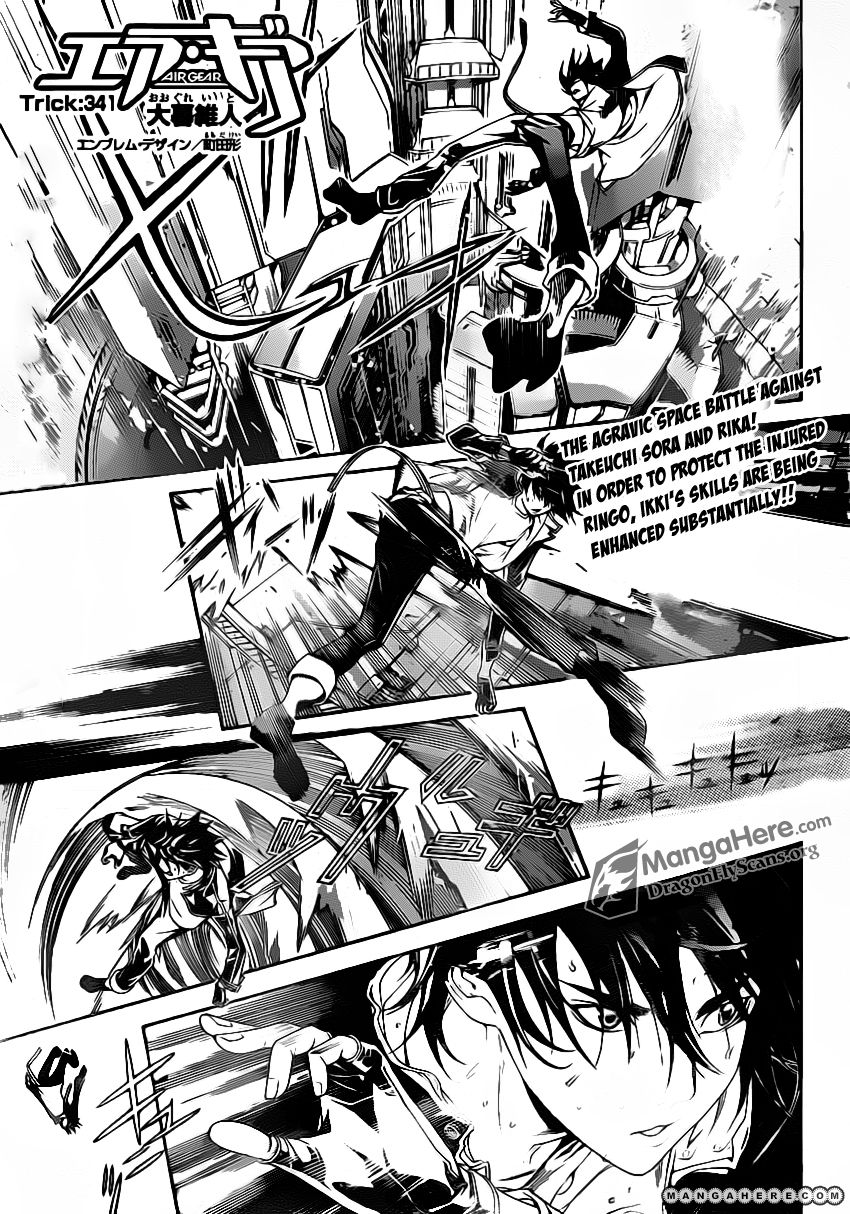 エア・ギア
AIR GEAR
Trick:341
おおぐれ いいと
大暮維人
エンブレム・デザイン/町田彩
THE AGRAVIC SPACE BATTLE AGAINST
TAKEUCHI SORA AND RIKA!
IN ORDER TO PROTECT THE INJURED
RINGO, IKKI'S SKILLS ARE BEING
ENHANCED SUBSTANTIALLY!!
MangaHere.com
DragonFlyScans.org
MANGAHERE.COM